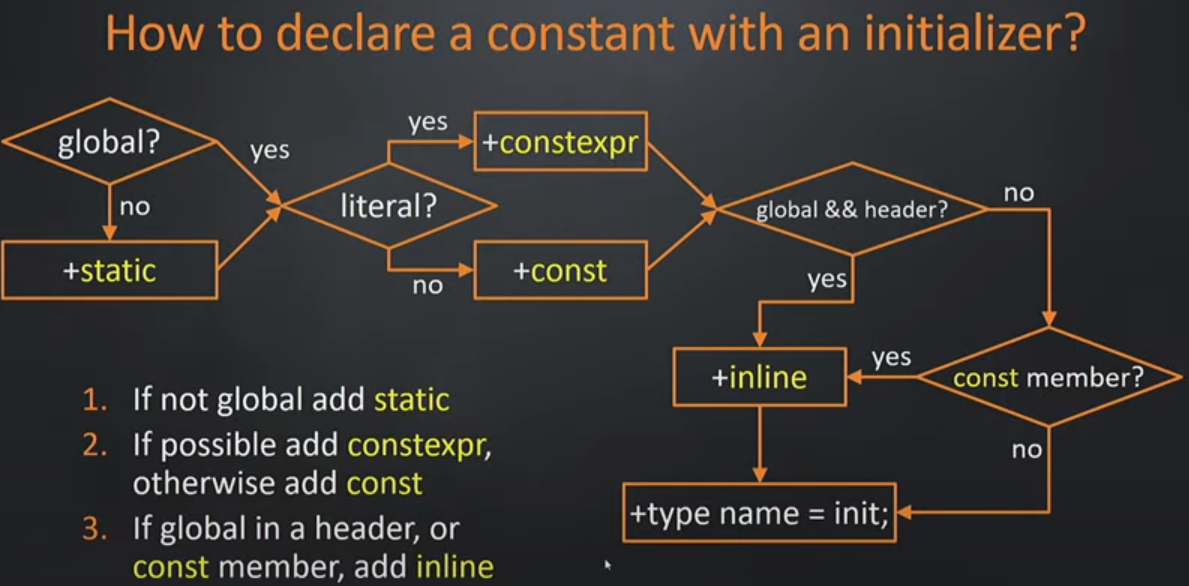 How to declare a constant with an initializer?
global?
yes
no
+static
literal?
yes
+constexpr
no
+const
global && header?
no
yes
+inline
yes
const member?
no
+type name = init;
1. If not global add static
2. If possible add constexpr,
otherwise add const
3. If global in a header, or
const member, add inline